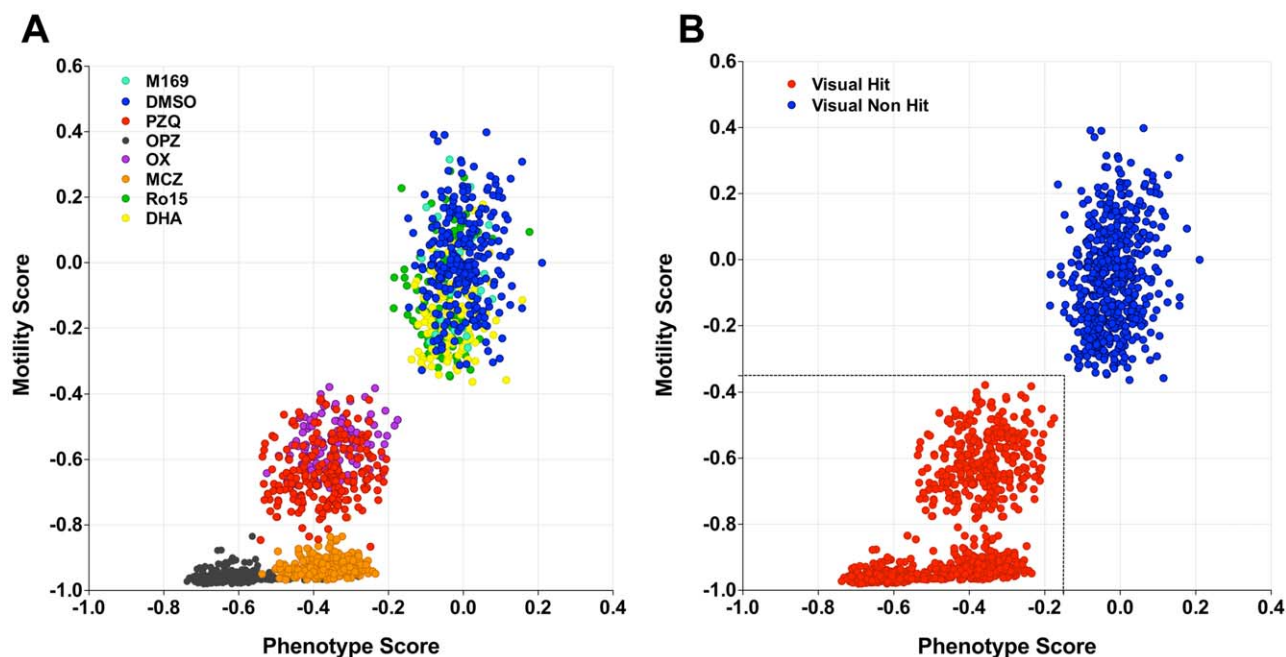 A
0.6
0.4
0.2
0.0
-0.2
-0.4
-0.6
-0.8
-1.0
Motility Score
M169
DMSO
PZQ
OPZ
OX
MCZ
Ro15
DHA
-1.0 -0.8 -0.6 -0.4 -0.2 0.0 0.2 0.4
Phenotype Score
B
0.6
0.4
0.2
0.0
-0.2
-0.4
-0.6
-0.8
-1.0
Motility Score
Visual Hit
Visual Non Hit
-1.0 -0.8 -0.6 -0.4 -0.2 0.0 0.2 0.4
Phenotype Score